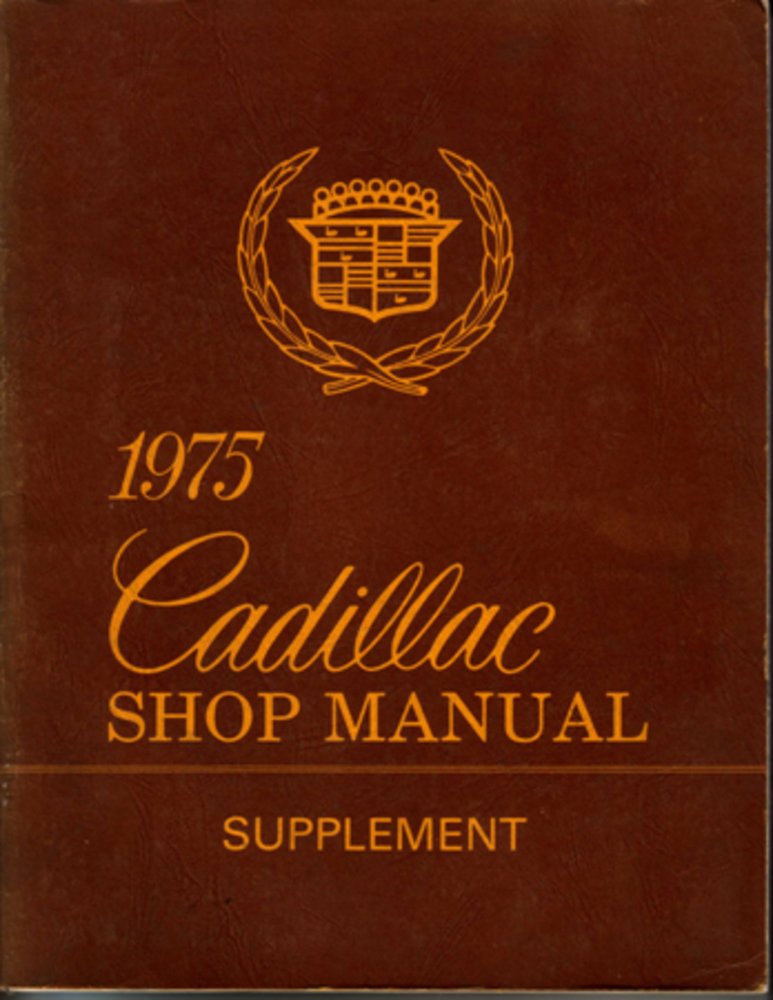 1975
Cadillac
SHOP MANUAL
SUPPLEMENT